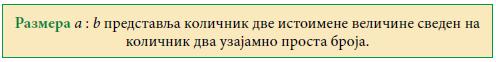 Размера a : b представља количник две истоимене величине сведен на
количник два узајамно проста броја.